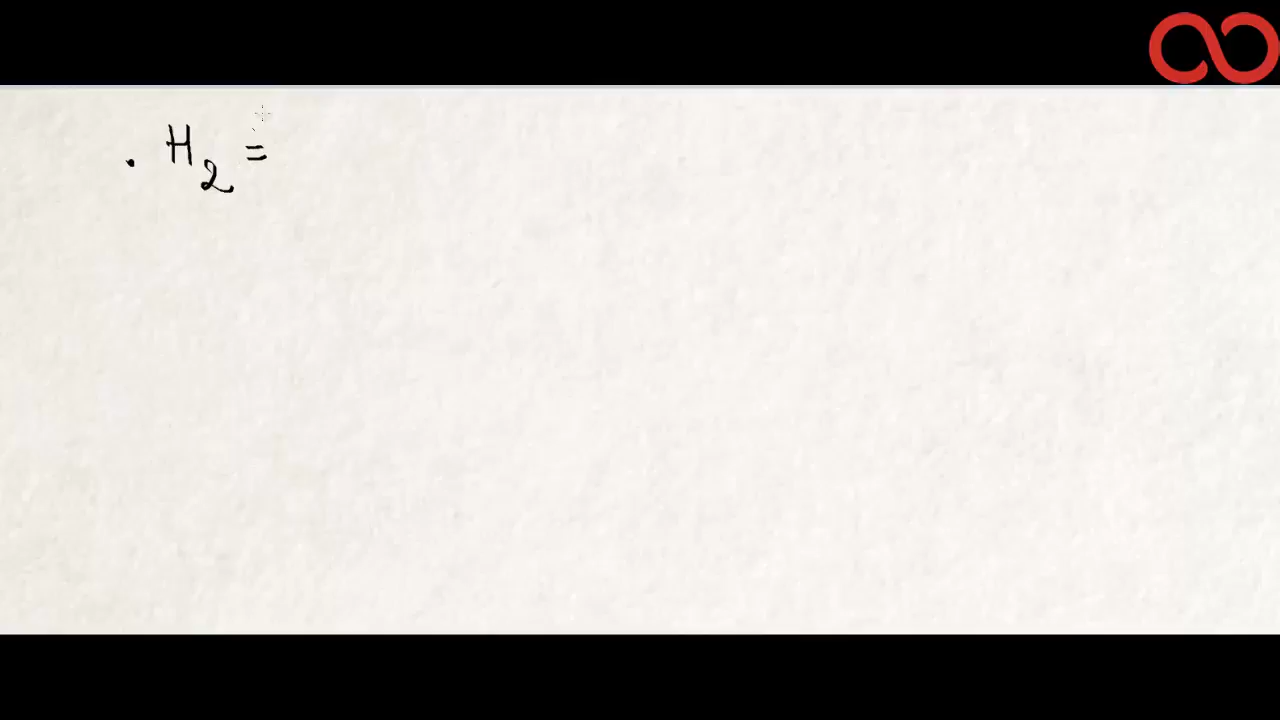 . H₂ =